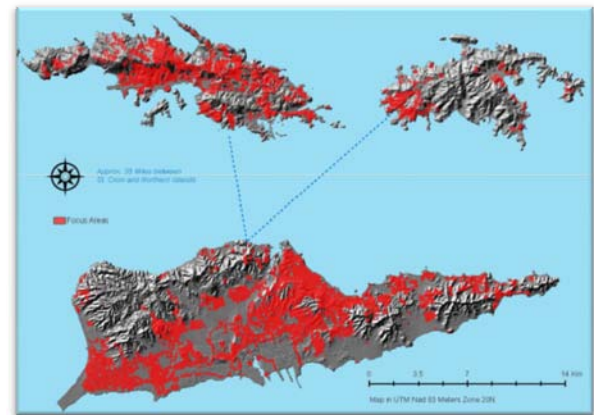 Approx. 35 Miles between
St. Croix and Northern Islands
Focus Areas
0 3.5 7 14 Km
Map in UTM Nad 83 Meters Zone 20N